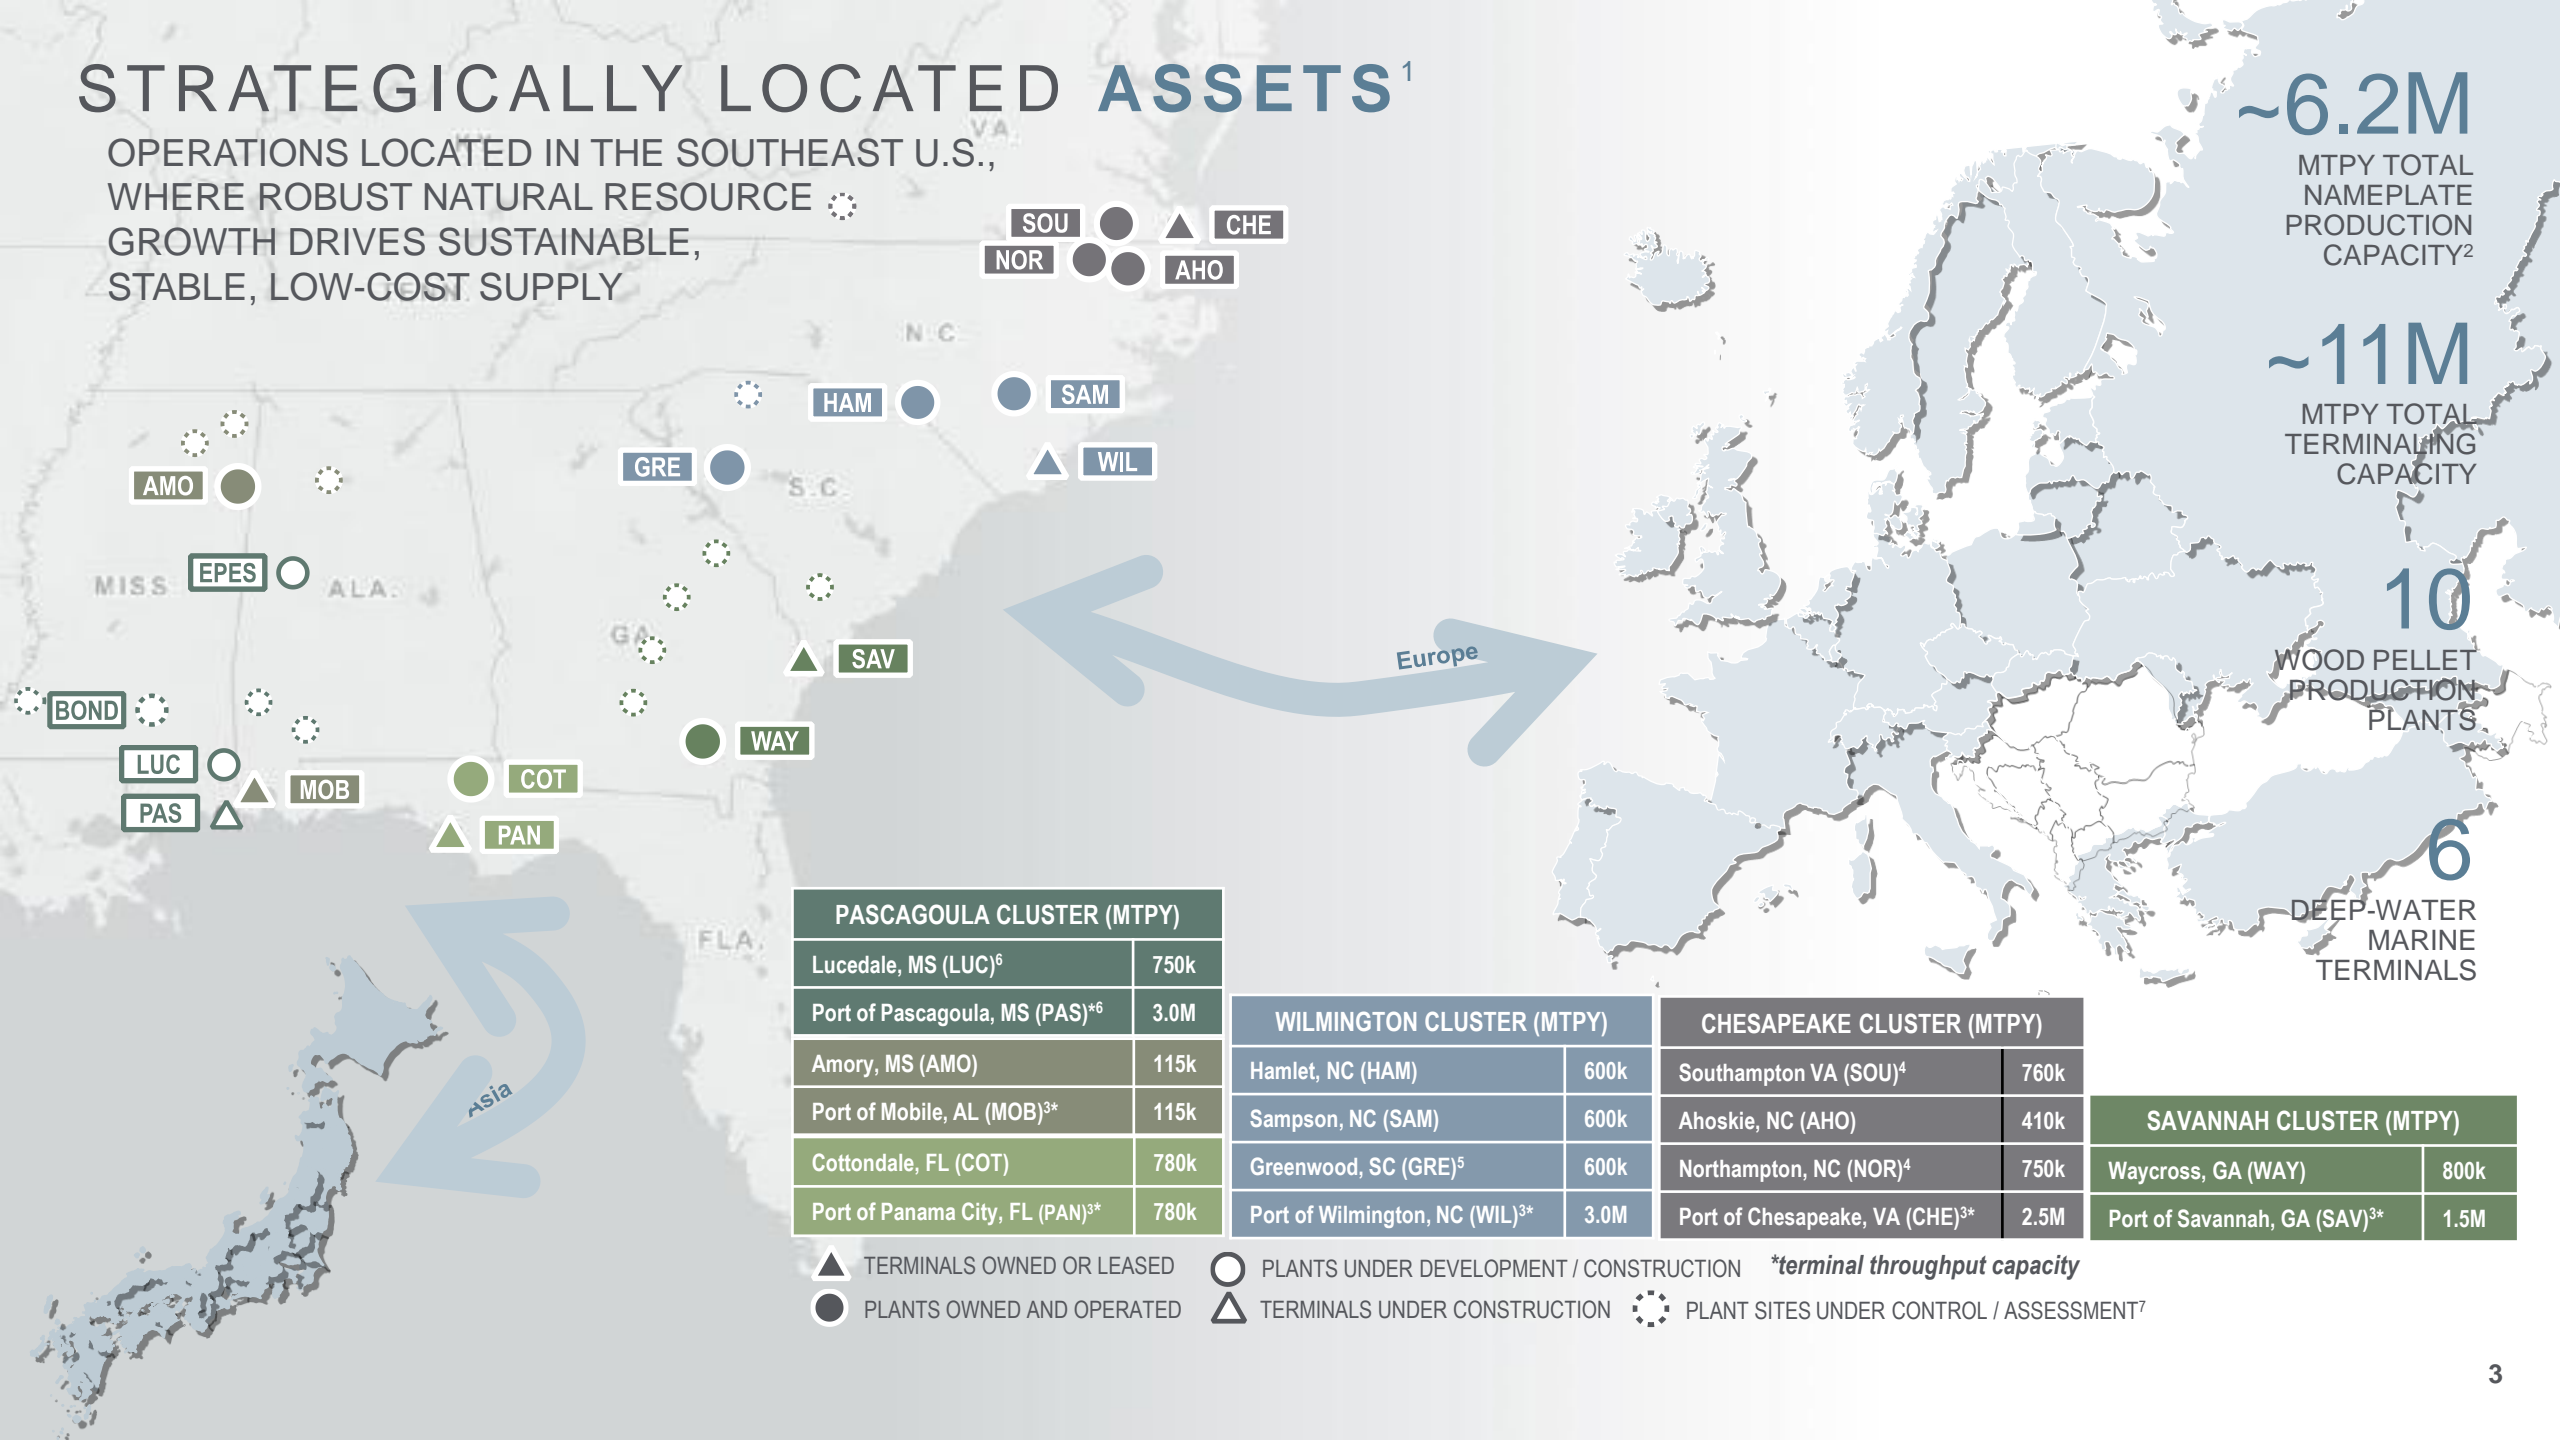 STRATEGICALLY LOCATED ASSETS1
OPERATIONS LOCATED IN THE SOUTHEAST U.S.,
WHERE ROBUST NATURAL RESOURCE
GROWTH DRIVES SUSTAINABLE,
STABLE, LOW-COST SUPPLY
~6.2M
MTPY TOTAL
NAMEPLATE
PRODUCTION
CAPACITY2
~11M
MTPY TOTAL
TERMINALING
CAPACITY
10
WOOD PELLET
PRODUCTION
PLANTS
6
DEEP-WATER
MARINE
TERMINALS
VA.
SOU
CHE
NOR
AHO
N.C.
HAM
SAM
GRE
WIL
S.C.
AMO
EPES
MISS
ALA.
GA.
SAV
BOND
WAY
LUC
MOB
COT
PAS
PAN
FLA.
Europe
Asia
PASCAGOULA CLUSTER (MTPY)
Lucedale, MS (LUC)6 750k
Port of Pascagoula, MS (PAS)*6 3.0M
Amory, MS (AMO) 115k
Port of Mobile, AL (MOB)3* 115k
Cottondale, FL (COT) 780k
Port of Panama City, FL (PAN)3* 780k
WILMINGTON CLUSTER (MTPY)
Hamlet, NC (HAM) 600k
Sampson, NC (SAM) 600k
Greenwood, SC (GRE)5 600k
Port of Wilmington, NC (WIL)3* 3.0M
CHESAPEAKE CLUSTER (MTPY)
Southampton VA (SOU)4 760k
Ahoskie, NC (AHO) 410k
Northampton, NC (NOR)4 750k
Port of Chesapeake, VA (CHE)3* 2.5M
SAVANNAH CLUSTER (MTPY)
Waycross, GA (WAY) 800k
Port of Savannah, GA (SAV)3* 1.5M
TERMINALS OWNED OR LEASED
PLANTS UNDER DEVELOPMENT / CONSTRUCTION
*terminal throughput capacity
PLANTS OWNED AND OPERATED
TERMINALS UNDER CONSTRUCTION
PLANT SITES UNDER CONTROL / ASSESSMENT7
3